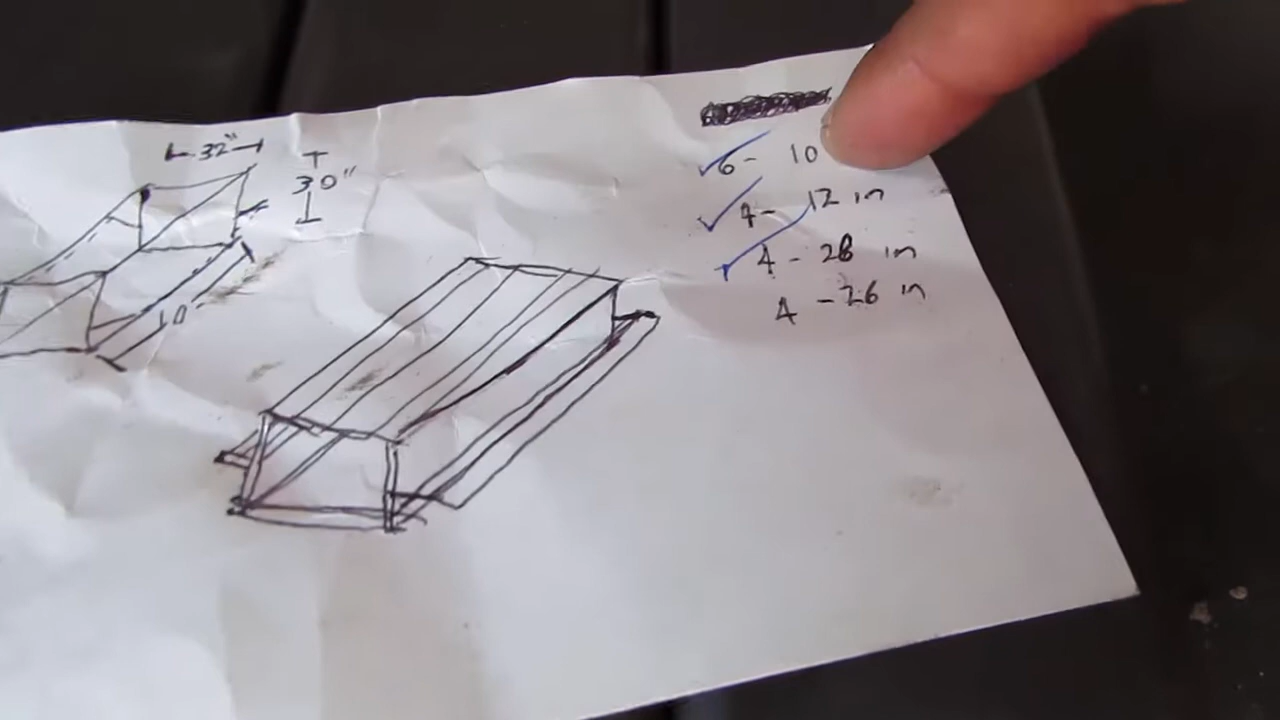 32"
30"
10'
6- 10
4- 12 in
4- 28 in
4 -26 in